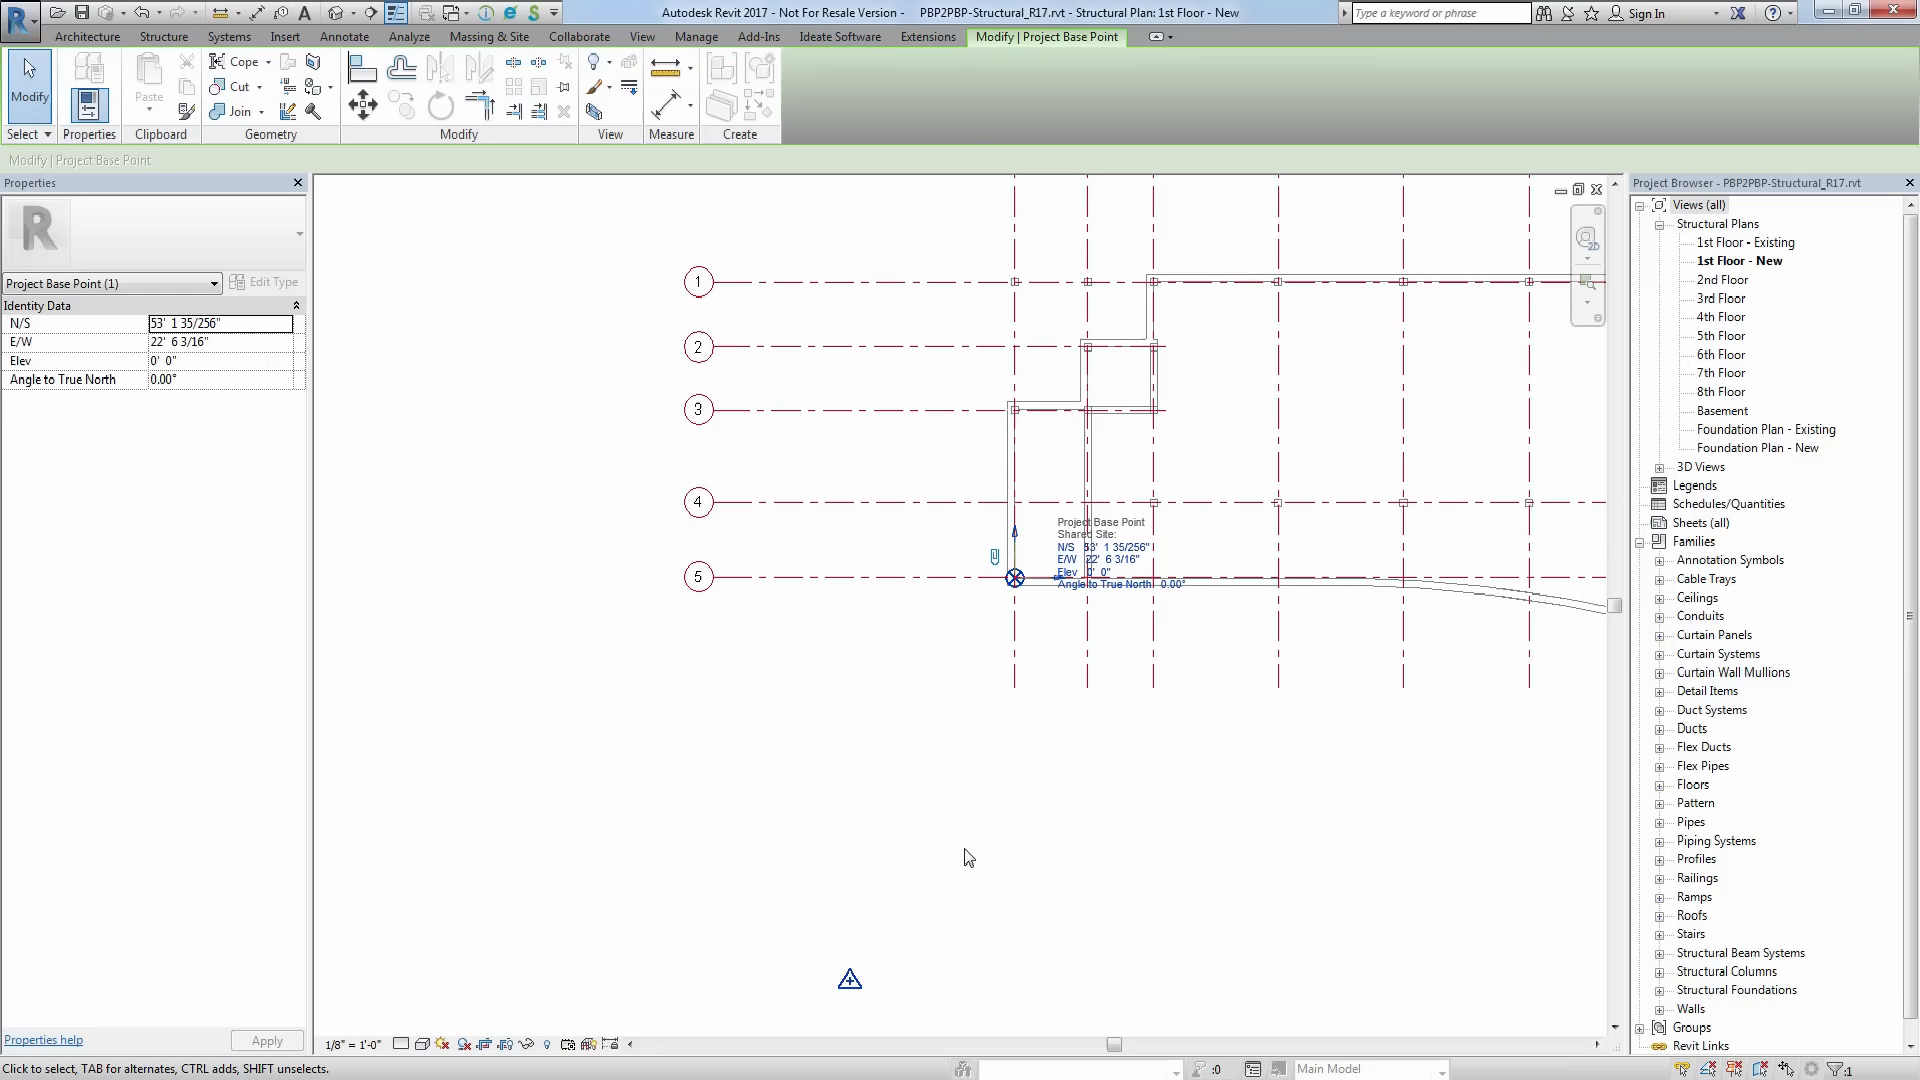 Autodesk Revit 2017 - Not For Resale Version -    PBP2PBP-Structural_R17.rvt - Structural Plan: 1st Floor - New
Type a keyword or phrase
Sign In
Architecture Structure Systems Insert Annotate Analyze Massing & Site Collaborate View Manage Add-Ins Ideate Software Extensions Modify | Project Base Point
Modify
Paste
Cope
Cut
Join
Select Properties Clipboard Geometry Modify View Measure Create
Modify | Project Base Point
Properties
R
Project Base Point (1)
Edit Type
Identity Data
N/S 53'  1 35/256"
E/W 22'  6 3/16"
Elev 0'  0"
Angle to True North 0.00°
Properties help
Apply
1
2
3
4
5
2D
Project Base Point
Shared Site:
N/S 53'  1 35/256"
E/W 22'  6 3/16"
Elev 0'  0"
Angle to True North 0.00°
Project Browser - PBP2PBP-Structural_R17.rvt
Views (all)
Structural Plans
1st Floor - Existing
1st Floor - New
2nd Floor
3rd Floor
4th Floor
5th Floor
6th Floor
7th Floor
8th Floor
Basement
Foundation Plan - Existing
Foundation Plan - New
3D Views
Legends
Schedules/Quantities
Sheets (all)
Families
Annotation Symbols
Cable Trays
Ceilings
Conduits
Curtain Panels
Curtain Systems
Curtain Wall Mullions
Detail Items
Duct Systems
Ducts
Flex Ducts
Flex Pipes
Floors
Pattern
Pipes
Piping Systems
Profiles
Railings
Ramps
Roofs
Stairs
Structural Beam Systems
Structural Columns
Structural Foundations
Walls
Groups
Revit Links
1/8" = 1'-0"
Click to select, TAB for alternates, CTRL adds, SHIFT unselects.
:0
Main Model
:1